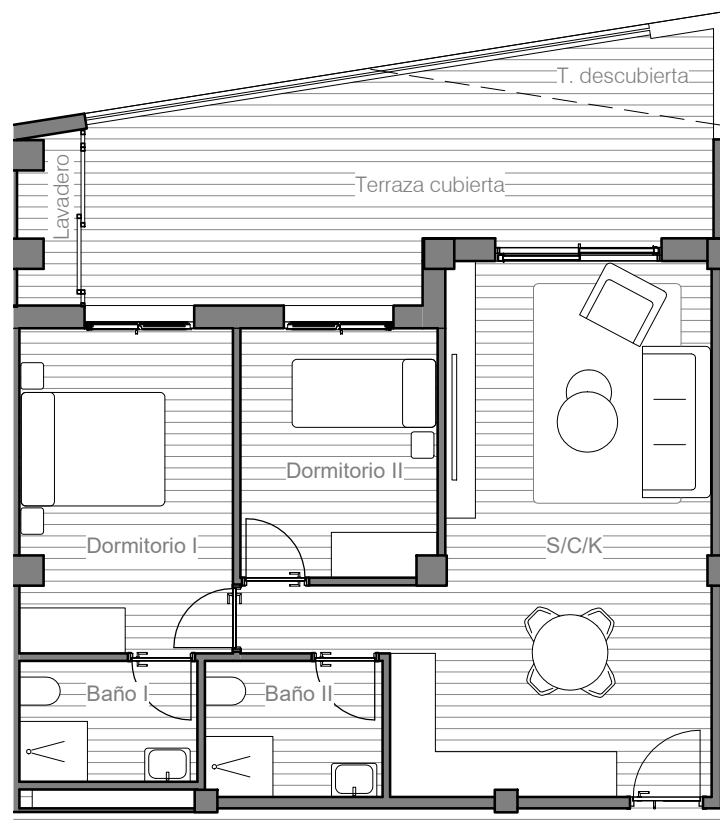 T. descubierta
Terraza cubierta
Lavadero
Dormitorio II
Dormitorio I
S/C/K
Baño I
Baño II